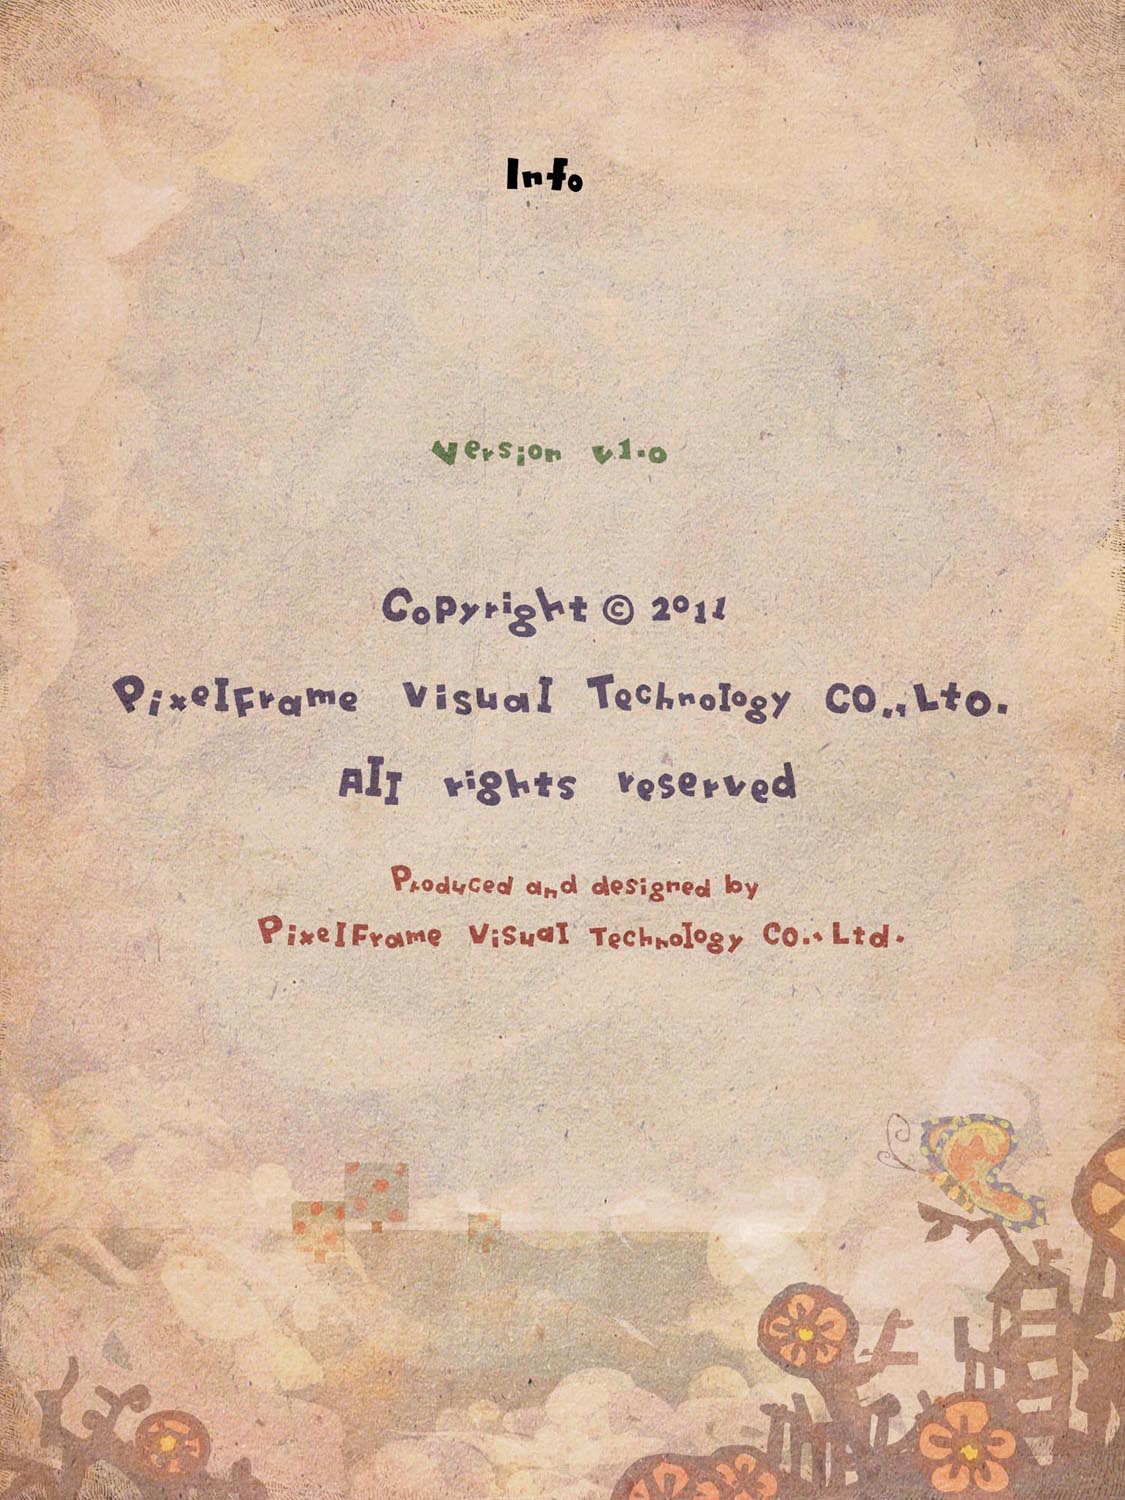 Info
Version v1.0
Copyright © 2011
PixelFrame Visual Technology CO.,Lto.
All rights reserved
Produced and designed by
PixelFrame Visual Technology CO., Ltd.